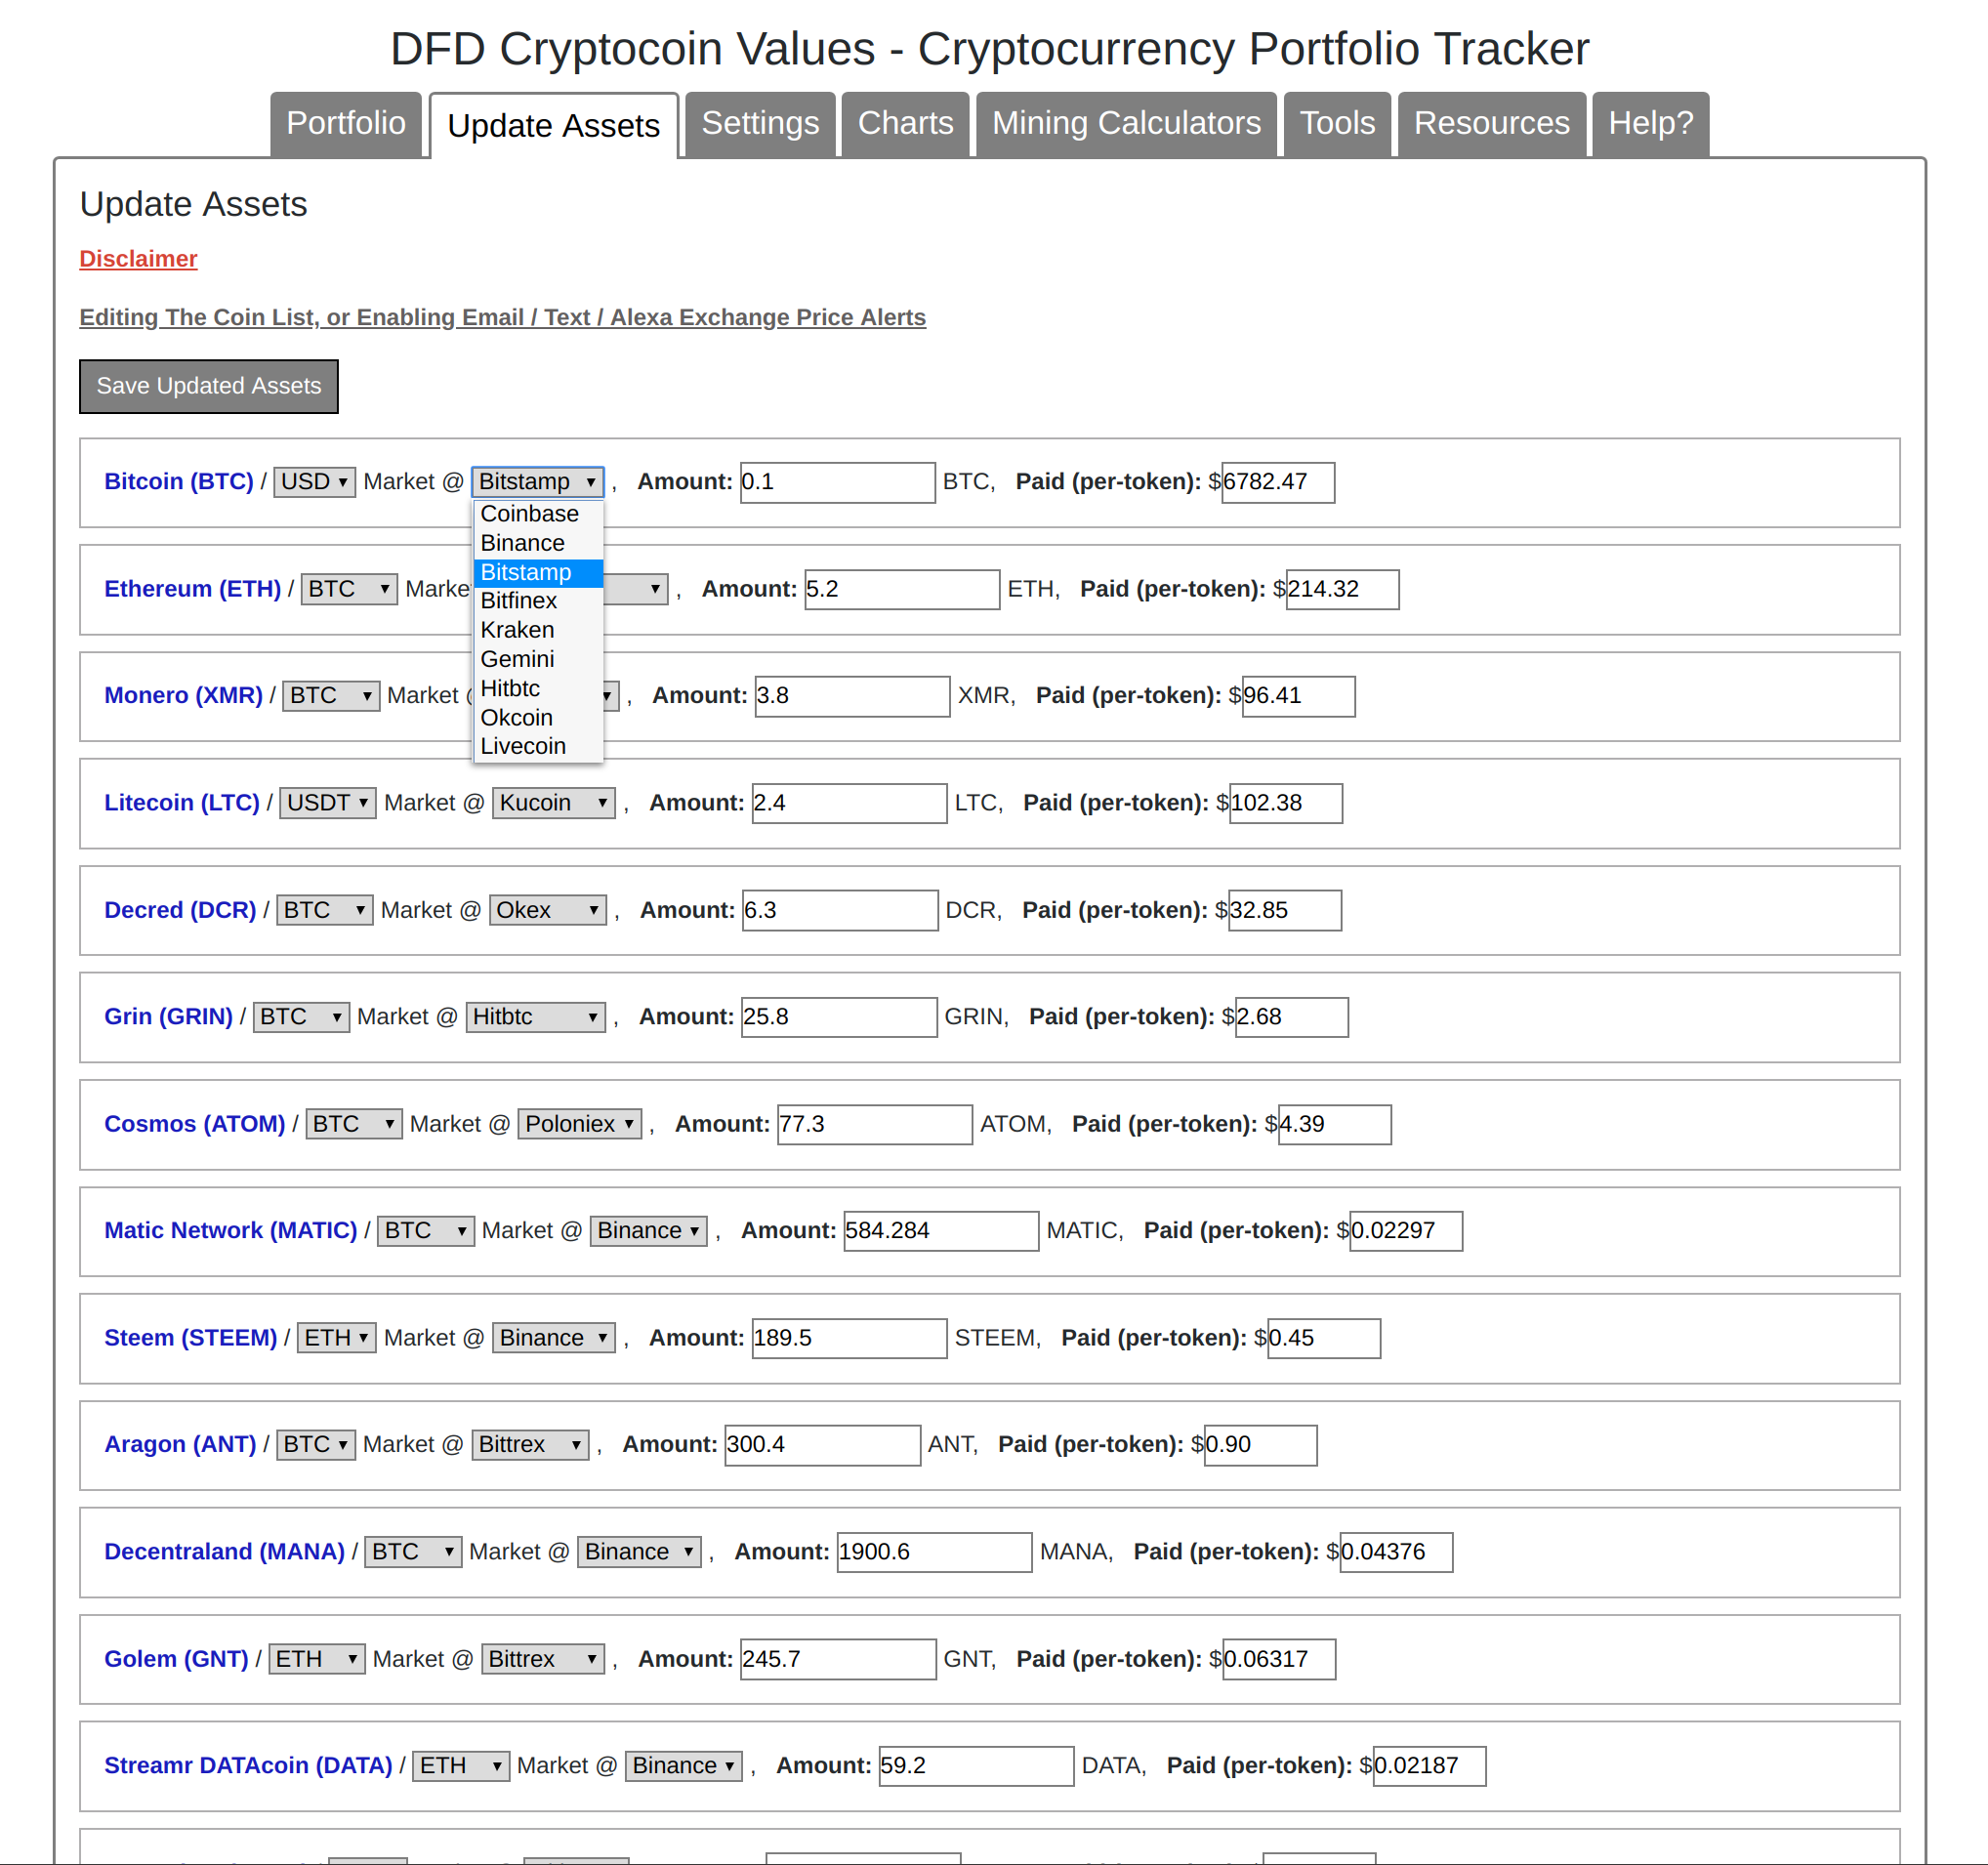 DFD Cryptocoin Values - Cryptocurrency Portfolio Tracker
Portfolio Update Assets Settings Charts Mining Calculators Tools Resources Help?
Update Assets
Disclaimer
Editing The Coin List, or Enabling Email / Text / Alexa Exchange Price Alerts
Save Updated Assets
Bitcoin (BTC) / USD Market @ Bitstamp , Amount: 0.1 BTC, Paid (per-token): $6782.47
Coinbase
Binance
Bitstamp
Bitfinex
Kraken
Gemini
Hitbtc
Okcoin
Livecoin
Ethereum (ETH) / BTC Marke , Amount: 5.2 ETH, Paid (per-token): $214.32
Monero (XMR) / BTC Market , Amount: 3.8 XMR, Paid (per-token): $96.41
Litecoin (LTC) / USDT Market @ Kucoin , Amount: 2.4 LTC, Paid (per-token): $102.38
Decred (DCR) / BTC Market @ Okex , Amount: 6.3 DCR, Paid (per-token): $32.85
Grin (GRIN) / BTC Market @ Hitbtc , Amount: 25.8 GRIN, Paid (per-token): $2.68
Cosmos (ATOM) / BTC Market @ Poloniex , Amount: 77.3 ATOM, Paid (per-token): $4.39
Matic Network (MATIC) / BTC Market @ Binance , Amount: 584.284 MATIC, Paid (per-token): $0.02297
Steem (STEEM) / ETH Market @ Binance , Amount: 189.5 STEEM, Paid (per-token): $0.45
Aragon (ANT) / BTC Market @ Bittrex , Amount: 300.4 ANT, Paid (per-token): $0.90
Decentraland (MANA) / BTC Market @ Binance , Amount: 1900.6 MANA, Paid (per-token): $0.04376
Golem (GNT) / ETH Market @ Bittrex , Amount: 245.7 GNT, Paid (per-token): $0.06317
Streamr DATAcoin (DATA) / ETH Market @ Binance , Amount: 59.2 DATA, Paid (per-token): $0.02187